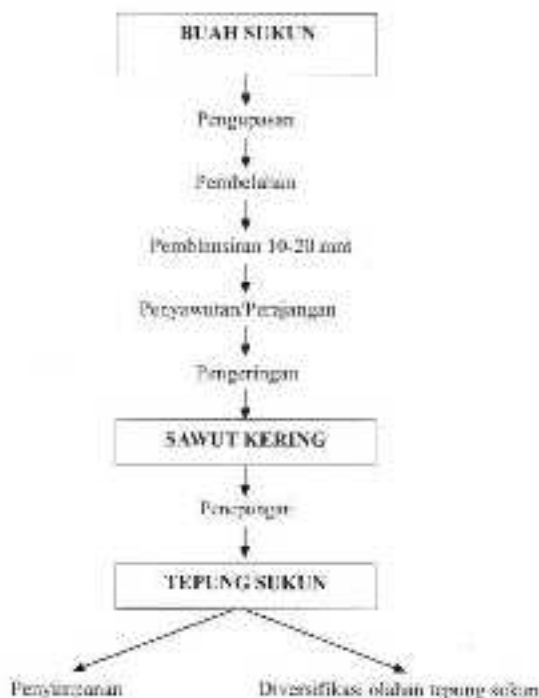 BUAH SUKUN
Pengupasan
Pembelahan
Pemblansiran 10-20 mnt
Penyawutan/Perajangan
Pengeringan
SAWUT KERING
Penepungan
TEPUNG SUKUN
Penyimpanan
Diversifikasi olahan tepung sukun